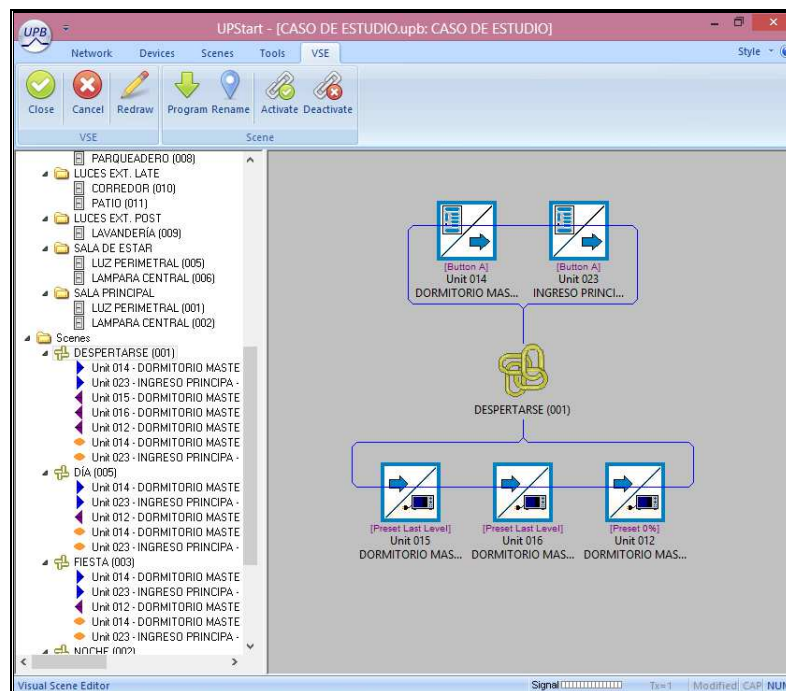 UPB
UPStart - [CASO DE ESTUDIO.upb: CASO DE ESTUDIO]
Network Devices Scenes Tools VSE Style
Close Cancel Redraw Program Rename Activate Deactivate
VSE Scene
PARQUEADERO (008)
LUCES EXT. LATE
CORREDOR (010)
PATIO (011)
LUCES EXT. POST
LAVANDERÍA (009)
SALA DE ESTAR
LUZ PERIMETRAL (005)
LAMPARA CENTRAL (006)
SALA PRINCIPAL
LUZ PERIMETRAL (001)
LAMPARA CENTRAL (002)
Scenes
DESPERTARSE (001)
Unit 014 - DORMITORIO MASTE
Unit 023 - INGRESO PRINCIPA -
Unit 015 - DORMITORIO MASTE
Unit 016 - DORMITORIO MASTE
Unit 012 - DORMITORIO MASTE
Unit 014 - DORMITORIO MASTE
Unit 023 - INGRESO PRINCIPA -
DÍA (005)
Unit 014 - DORMITORIO MASTE
Unit 023 - INGRESO PRINCIPA -
Unit 012 - DORMITORIO MASTE
Unit 014 - DORMITORIO MASTE
Unit 023 - INGRESO PRINCIPA -
FIESTA (003)
Unit 014 - DORMITORIO MASTE
Unit 023 - INGRESO PRINCIPA -
Unit 012 - DORMITORIO MASTE
Unit 014 - DORMITORIO MASTE
Unit 023 - INGRESO PRINCIPA -
NOCHE (002)
[Button A] [Button A]
Unit 014 Unit 023
DORMITORIO MAS... INGRESO PRINCI...
DESPERTARSE (001)
[Preset Last Level] [Preset Last Level] [Preset 0%]
Unit 015 Unit 016 Unit 012
DORMITORIO MAS... DORMITORIO MAS... DORMITORIO MAS...
Visual Scene Editor Signal Tx=1 Modified CAP NUM